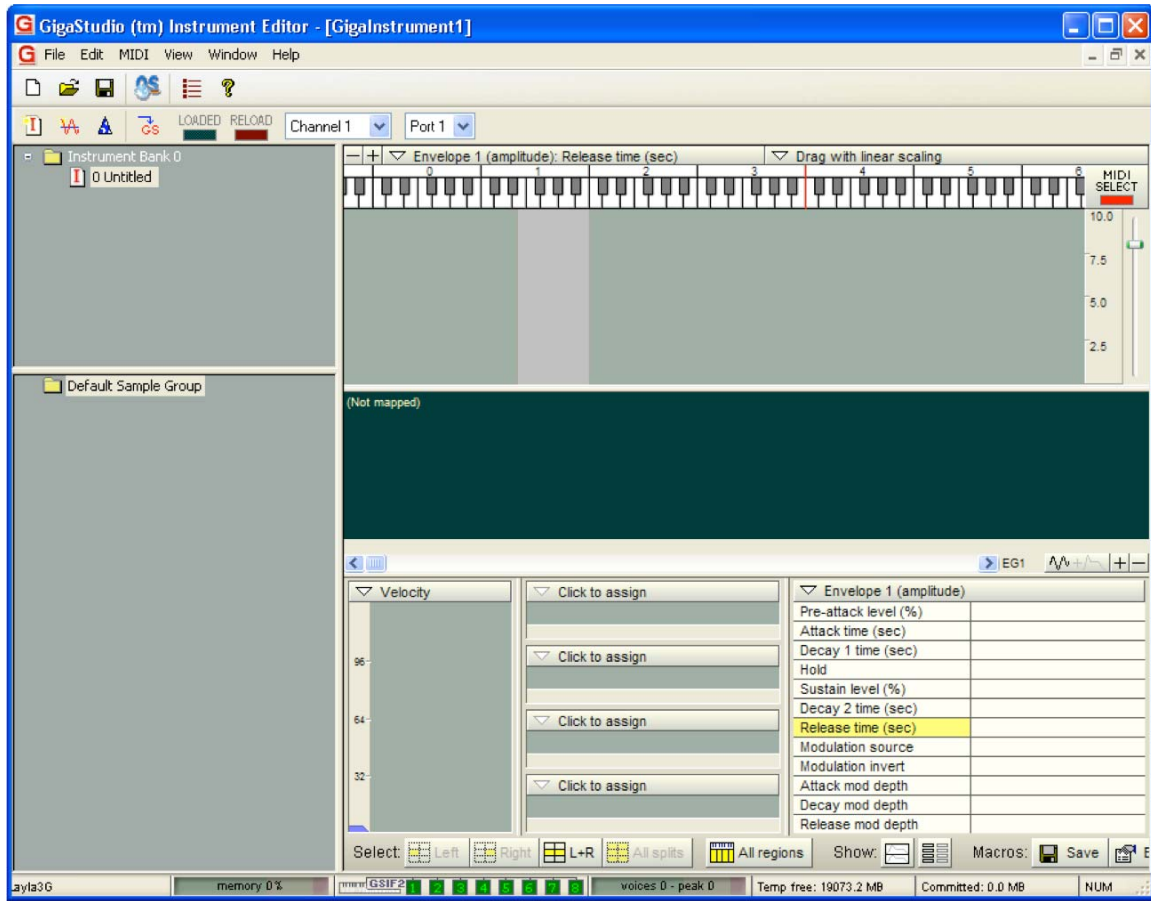 GigaStudio (tm) Instrument Editor - [GigaInstrument1]
File Edit MIDI View Window Help
LOADED RELOAD Channel 1 Port 1
Instrument Bank 0
0 Untitled
Envelope 1 (amplitude): Release time (sec) Drag with linear scaling
0 1 2 3 4 5 6
MIDI SELECT
10.0
7.5
5.0
2.5
Default Sample Group
(Not mapped)
EG1
Velocity
96
64
32
Click to assign
Click to assign
Click to assign
Click to assign
Envelope 1 (amplitude)
Pre-attack level (%)
Attack time (sec)
Decay 1 time (sec)
Hold
Sustain level (%)
Decay 2 time (sec)
Release time (sec)
Modulation source
Modulation invert
Attack mod depth
Decay mod depth
Release mod depth
Select: Left Right L+R All splits All regions Show: Macros: Save E
ayla3G memory 0% GSIF2 1 2 3 4 5 6 7 8 voices 0 - peak 0 Temp free: 19073.2 MB Committed: 0.0 MB NUM